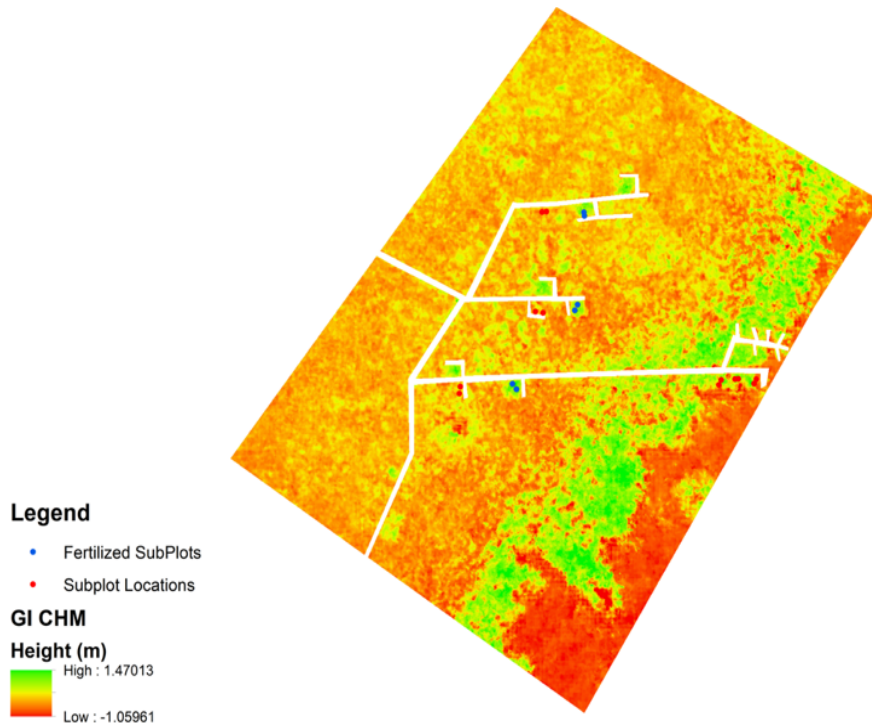 Legend
Fertilized SubPlots
Subplot Locations
GI CHM
Height (m)
High : 1.47013
Low : -1.05961